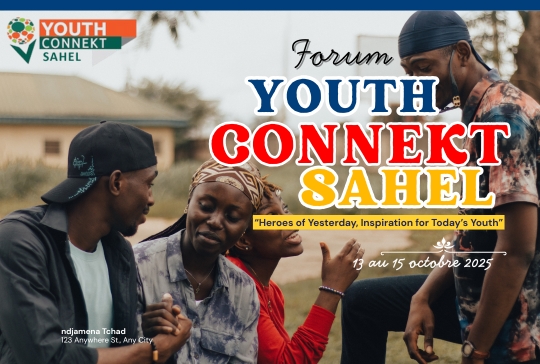 YOUTH
CONNEKT
SAHEL
Forum
YOUTH
CONNEKT
SAHEL
"Heroes of Yesterday, Inspiration for Today's Youth"
13 au 15 octobre 2025
ndjamena Tchad
123 Anywhere St., Any City